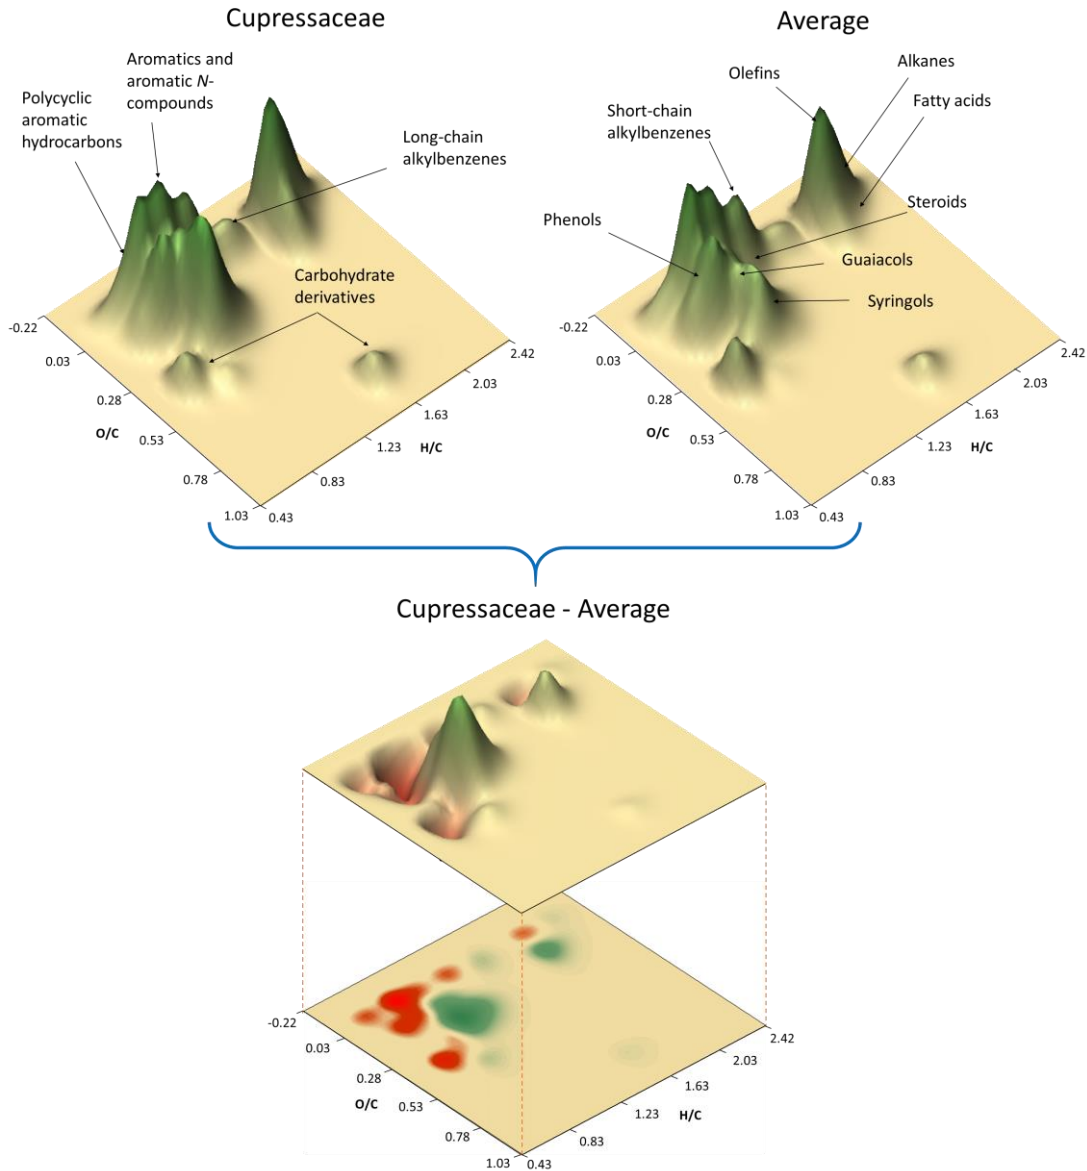 Cupressaceae
Average
Aromatics and
aromatic N-
compounds
Polycyclic
aromatic
hydrocarbons
Long-chain
alkylbenzenes
Carbohydrate
derivatives
-0.22
0.03
0.28
0.53
0.78
1.03
O/C
0.43
0.83
1.23
1.63
2.03
2.42
H/C
Olefins
Alkanes
Fatty acids
Short-chain
alkylbenzenes
Steroids
Phenols
Guaiacols
Syringols
-0.22
0.03
0.28
0.53
0.78
1.03
O/C
0.43
0.83
1.23
1.63
2.03
2.42
H/C
Cupressaceae - Average
-0.22
0.03
0.28
0.53
0.78
1.03
O/C
0.43
0.83
1.23
1.63
2.03
2.42
H/C